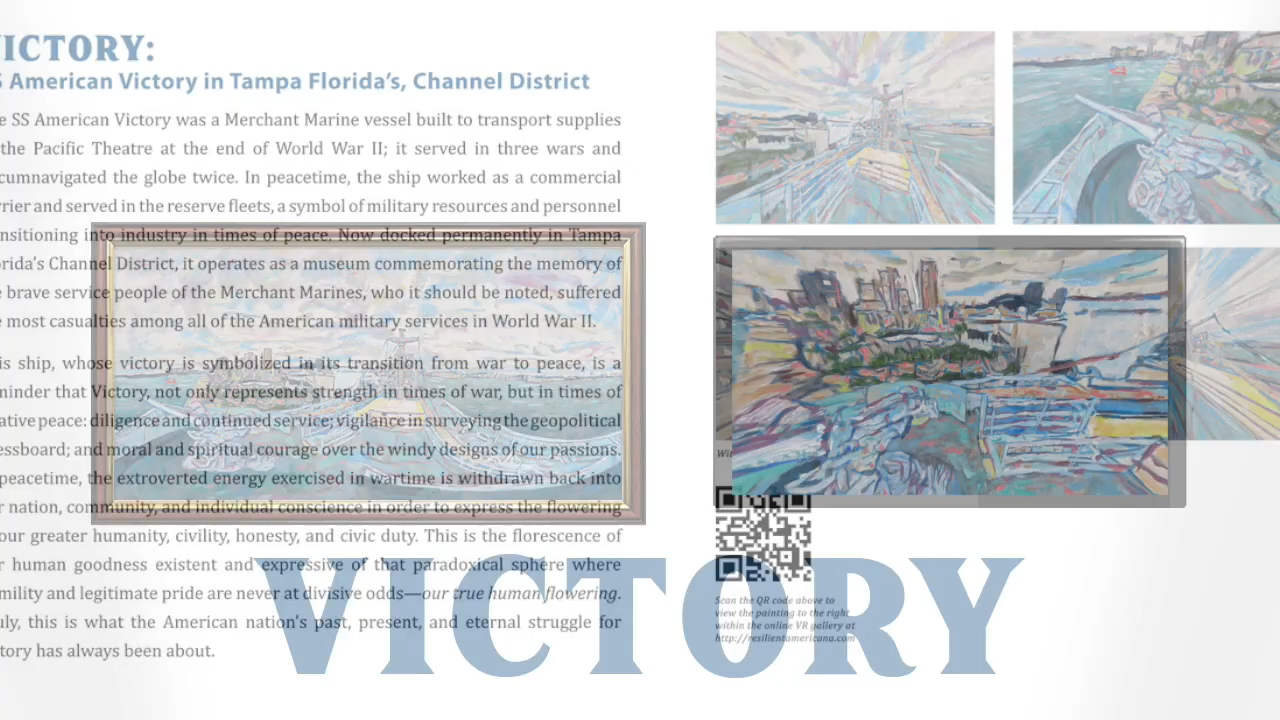 VICTORY:
American Victory in Tampa Florida's, Channel District
SS American Victory was a Merchant Marine vessel built to transport supplies
the Pacific Theatre at the end of World War II; it served in three wars and
cumnavigated the globe twice. In peacetime, the ship worked as a commercial
rier and served in the reserve fleets, a symbol of military resources and personnel
nsitioning into industry in times of peace. Now docked permanently in Tampa
rida's Channel District, it operates as a museum commemorating the memory of
brave service people of the Merchant Marines, who it should be noted, suffered
most casualties among all of the American military services in World War II.
is ship, whose victory is symbolized in its transition from war to peace, is a
minder that Victory, not only represents strength in times of war, but in times of
ative peace: diligence and continued service; vigilance in surveying the geopolitical
essboard; and moral and spiritual courage over the windy designs of our passions.
peacetime, the extroverted energy exercised in wartime is withdrawn back into
r nation, community, and individual conscience in order to express the flowering
our greater humanity, civility, honesty, and civic duty. This is the florescence of
r human goodness existent and expressive of that paradoxical sphere where
mility and legitimate pride are never at divisive odds—our true human flowering.
uly, this is what the American nation's past, present, and eternal struggle for
tory has always been about.
Scan the QR code above to
view the painting to the right
within the online VR gallery at
http://resilientamericana.com
VICTORY